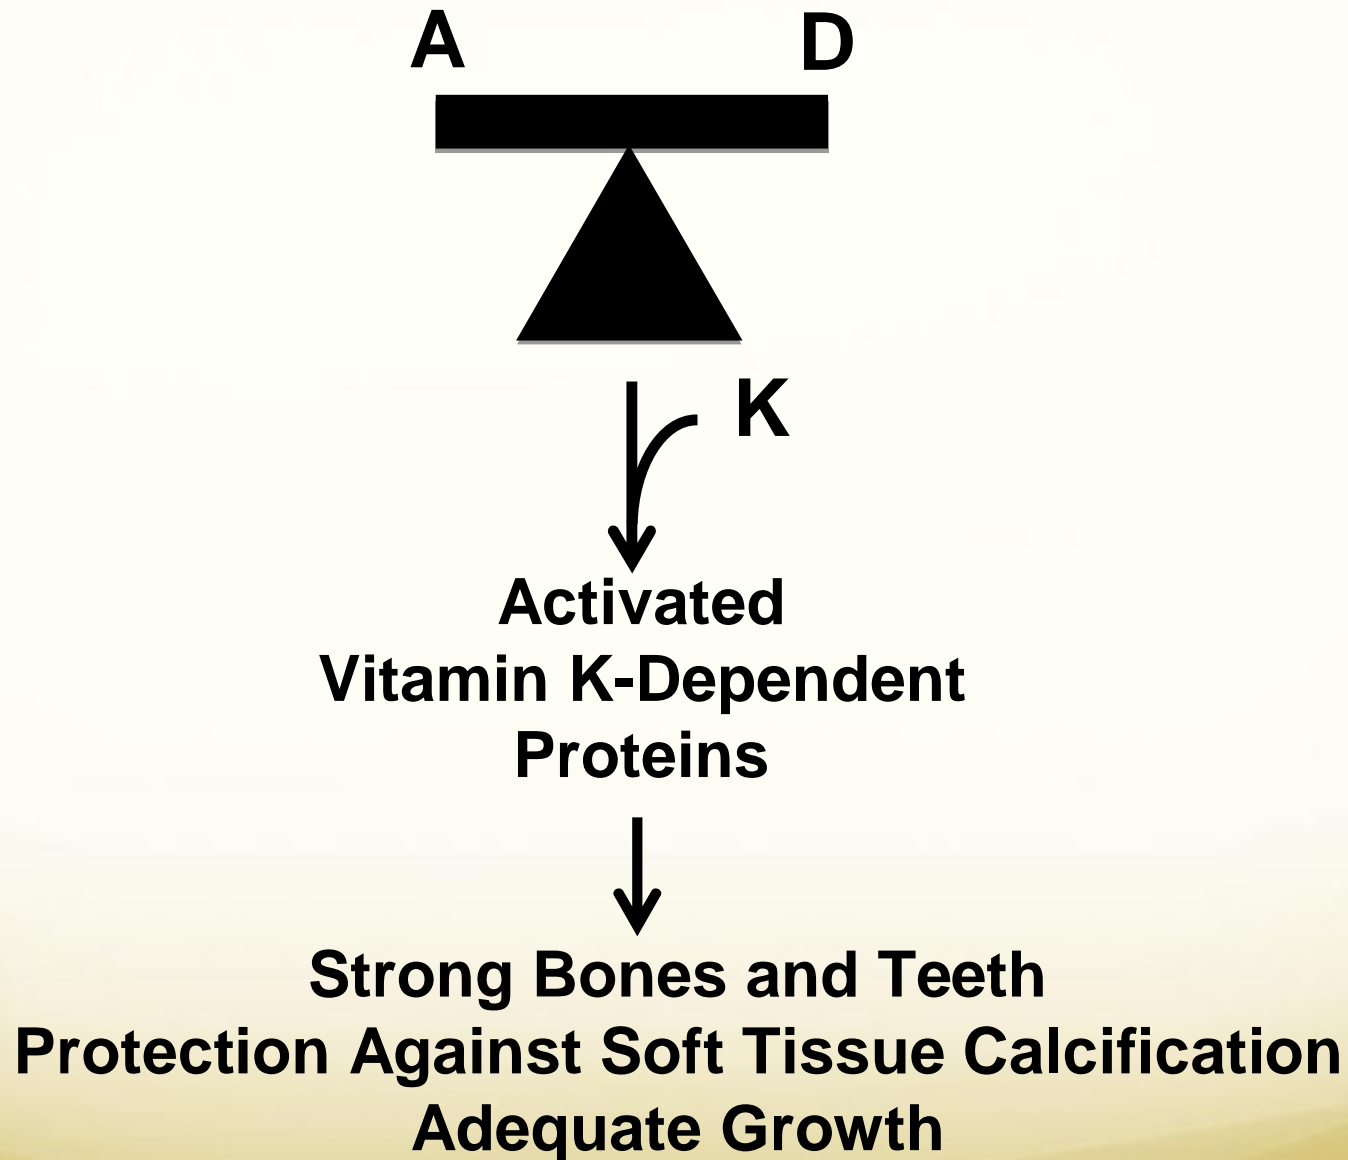 A D
K
Activated
Vitamin K-Dependent
Proteins
Strong Bones and Teeth
Protection Against Soft Tissue Calcification
Adequate Growth